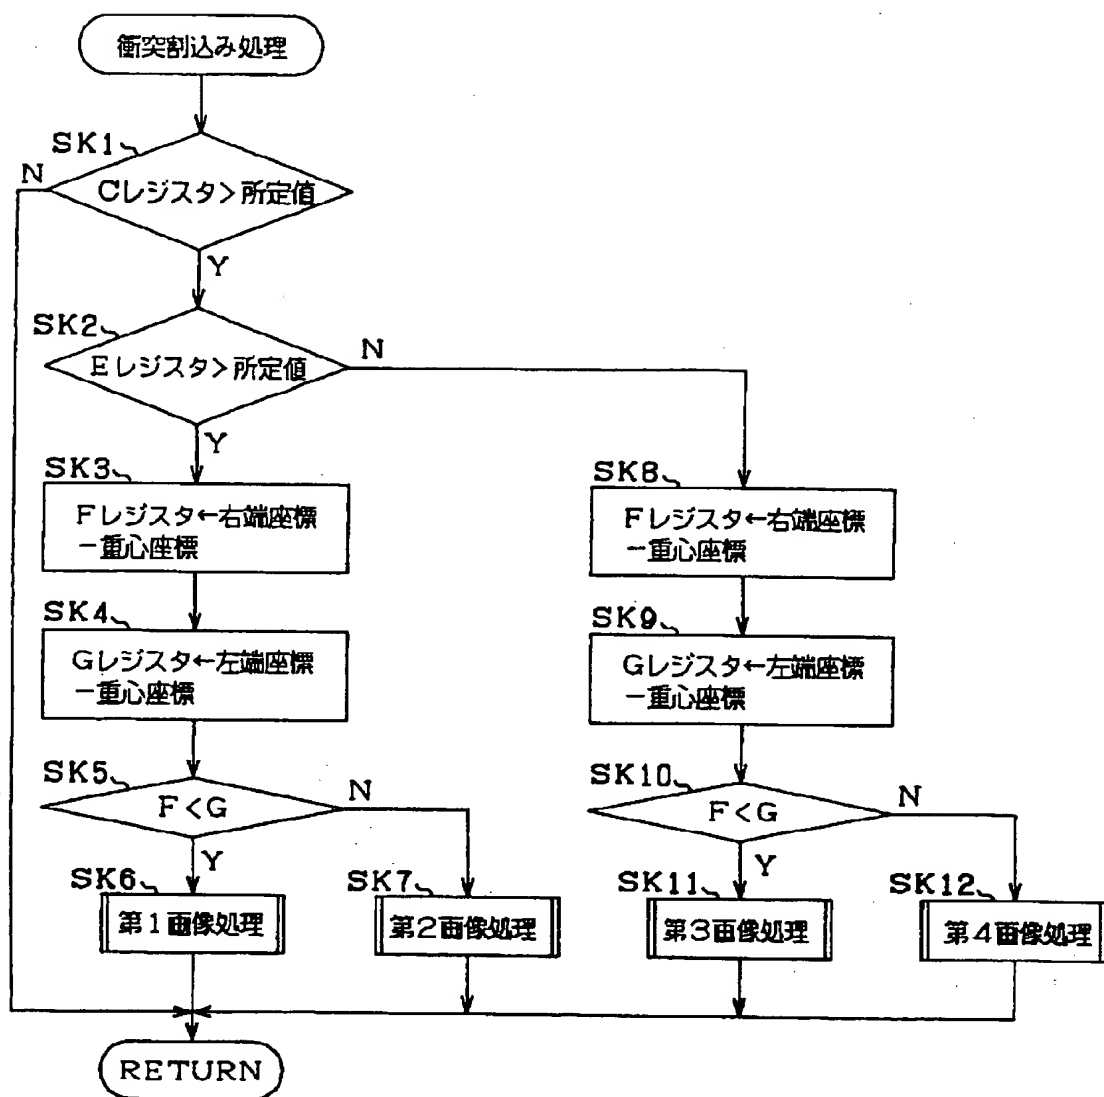 衝突割込み処理
SK1
N
Cレジスタ>所定値
Y
SK2
N
Eレジスタ>所定値
Y
SK3
Fレジスタ←右端座標
-重心座標
SK8
Fレジスタ←右端座標
-重心座標
SK4
Gレジスタ←左端座標
-重心座標
SK9
Gレジスタ←左端座標
-重心座標
SK5
F<G
N
Y
SK10
F<G
N
Y
SK6
第1画像処理
SK7
第2画像処理
SK11
第3画像処理
SK12
第4画像処理
RETURN